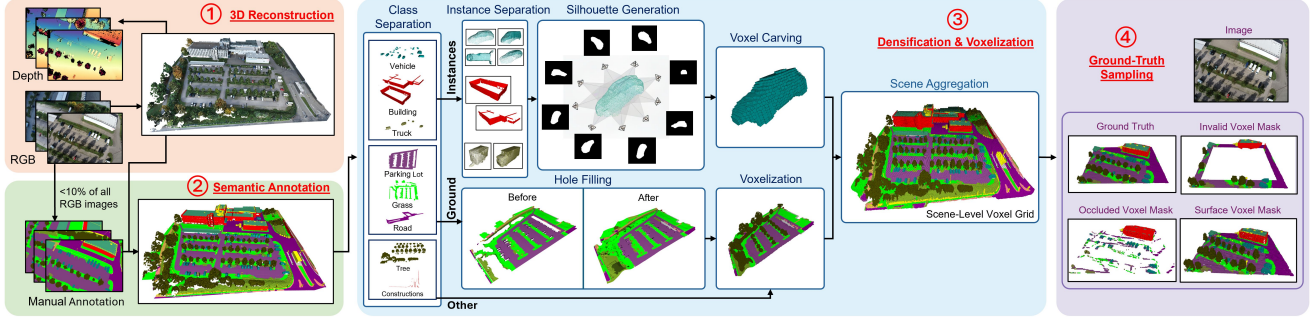 ① 3D Reconstruction
Depth
RGB
<10% of all
RGB images
② Semantic Annotation
Manual Annotation
Class
Separation
Vehicle
Building
Truck
Parking Lot
Grass
Road
Tree
Constructions
Instances
Ground
Other
Instance Separation
Silhouette Generation
Voxel Carving
Hole Filling
Before
After
Voxelization
③
Densification & Voxelization
Scene Aggregation
Scene-Level Voxel Grid
④
Ground-Truth
Sampling
Image
Ground Truth
Invalid Voxel Mask
Occluded Voxel Mask
Surface Voxel Mask